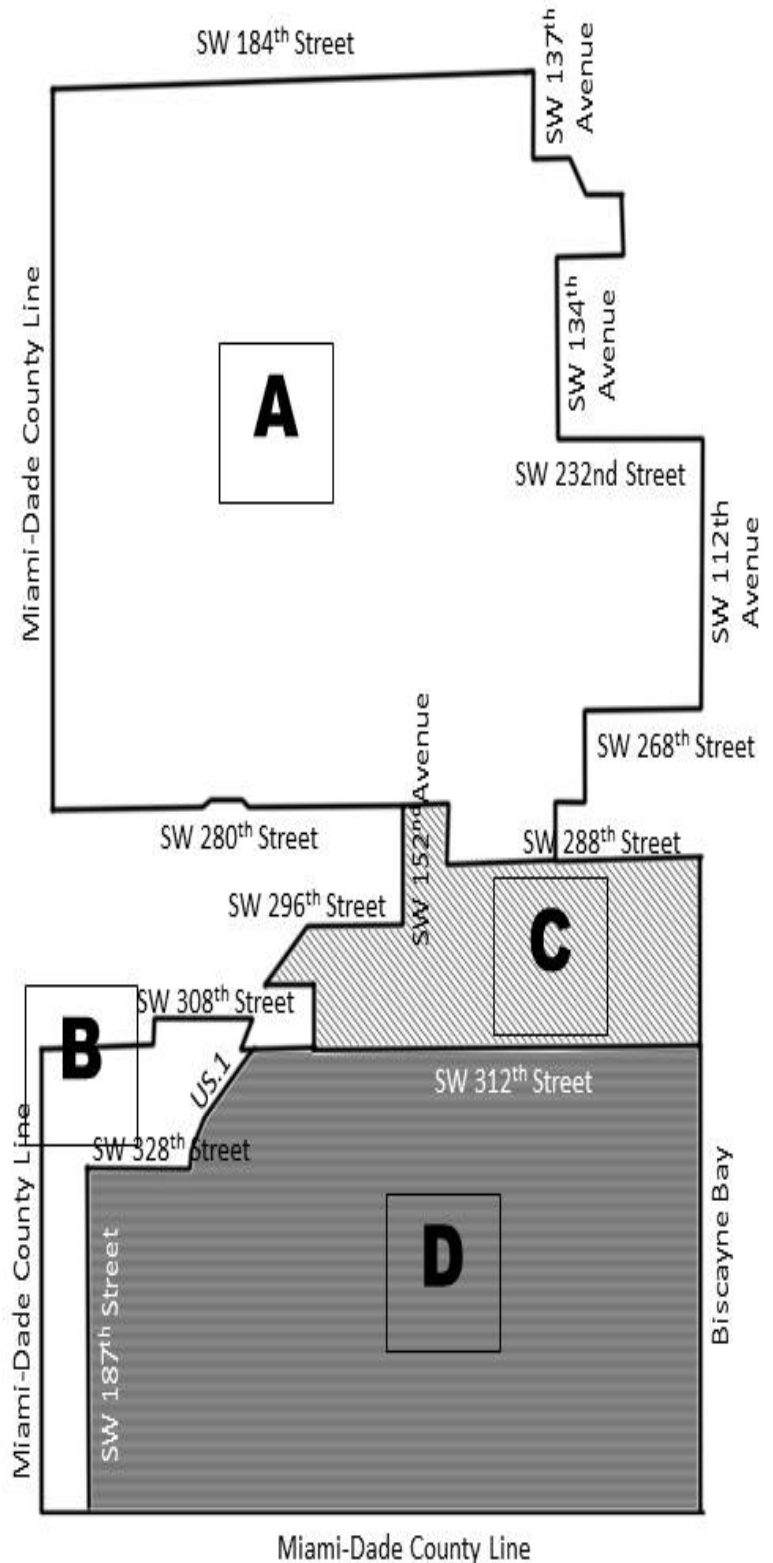 SW 184th Street
SW 137th
Avenue
Miami-Dade County Line
A
SW 134th
Avenue
SW 232nd Street
SW 112th
Avenue
SW 152nd Avenue
SW 268th Street
SW 280th Street
SW 288th Street
SW 296th Street
C
SW 308th Street
B
US.1
SW 312th Street
SW 328th Street
Miami-Dade County Line
SW 187th Street
D
Biscayne Bay
Miami-Dade County Line